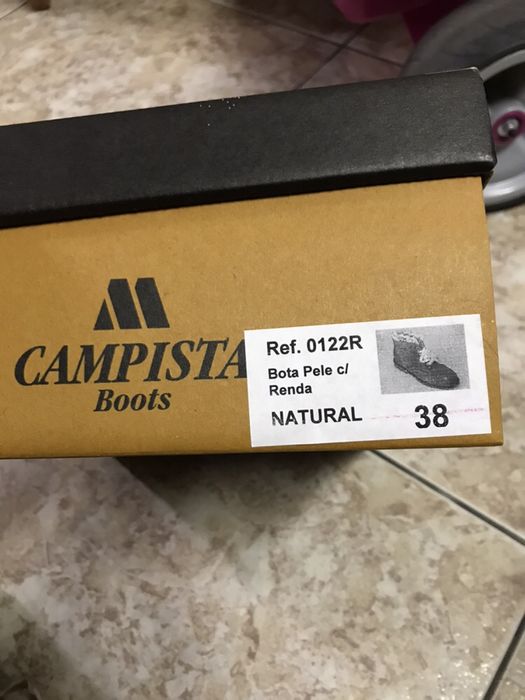 CAMPISTA
Boots
Ref. 0122R
Bota Pele c/
Renda
NATURAL 38